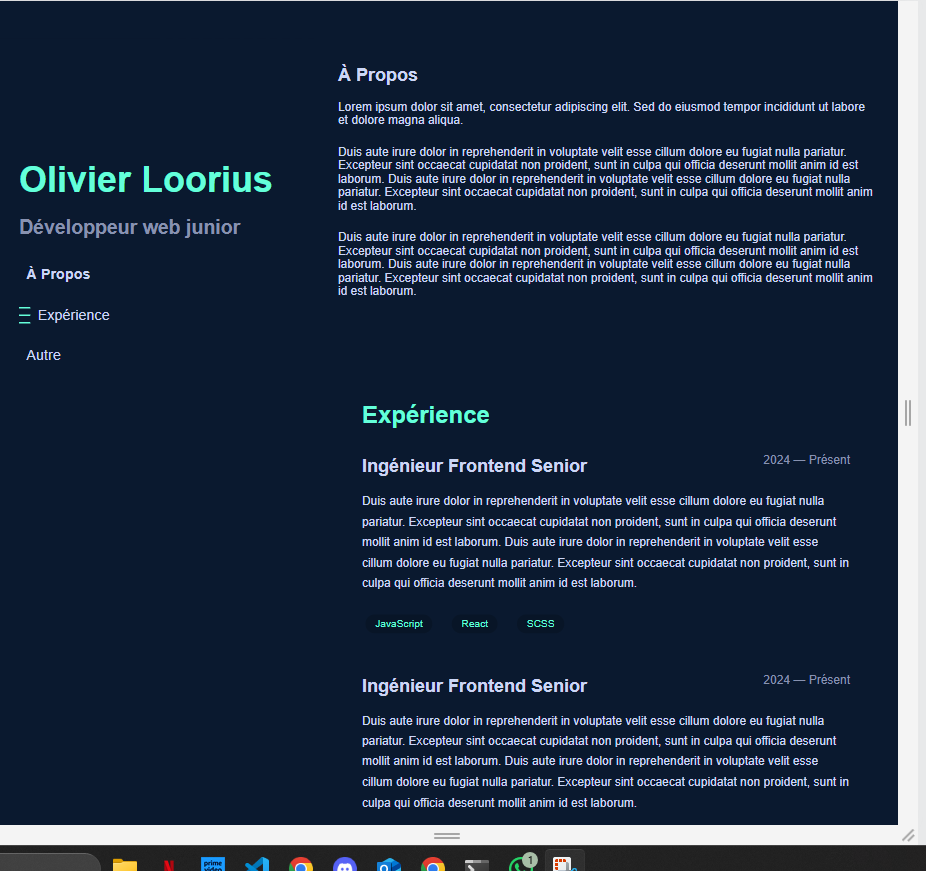 Olivier Loorius
Développeur web junior
À Propos
Expérience
Autre
À Propos
Lorem ipsum dolor sit amet, consectetur adipiscing elit. Sed do eiusmod tempor incididunt ut labore
et dolore magna aliqua.
Duis aute irure dolor in reprehenderit in voluptate velit esse cillum dolore eu fugiat nulla pariatur.
Excepteur sint occaecat cupidatat non proident, sunt in culpa qui officia deserunt mollit anim id est
laborum. Duis aute irure dolor in reprehenderit in voluptate velit esse cillum dolore eu fugiat nulla
pariatur. Excepteur sint occaecat cupidatat non proident, sunt in culpa qui officia deserunt mollit anim
id est laborum.
Duis aute irure dolor in reprehenderit in voluptate velit esse cillum dolore eu fugiat nulla pariatur.
Excepteur sint occaecat cupidatat non proident, sunt in culpa qui officia deserunt mollit anim id est
laborum. Duis aute irure dolor in reprehenderit in voluptate velit esse cillum dolore eu fugiat nulla
pariatur. Excepteur sint occaecat cupidatat non proident, sunt in culpa qui officia deserunt mollit anim
id est laborum.
Expérience
Ingénieur Frontend Senior
2024 — Présent
Duis aute irure dolor in reprehenderit in voluptate velit esse cillum dolore eu fugiat nulla
pariatur. Excepteur sint occaecat cupidatat non proident, sunt in culpa qui officia deserunt
mollit anim id est laborum. Duis aute irure dolor in reprehenderit in voluptate velit esse
cillum dolore eu fugiat nulla pariatur. Excepteur sint occaecat cupidatat non proident, sunt in
culpa qui officia deserunt mollit anim id est laborum.
JavaScript
React
SCSS
Ingénieur Frontend Senior
2024 — Présent
Duis aute irure dolor in reprehenderit in voluptate velit esse cillum dolore eu fugiat nulla
pariatur. Excepteur sint occaecat cupidatat non proident, sunt in culpa qui officia deserunt
mollit anim id est laborum. Duis aute irure dolor in reprehenderit in voluptate velit esse
cillum dolore eu fugiat nulla pariatur. Excepteur sint occaecat cupidatat non proident, sunt in
culpa qui officia deserunt mollit anim id est laborum.
prime
1